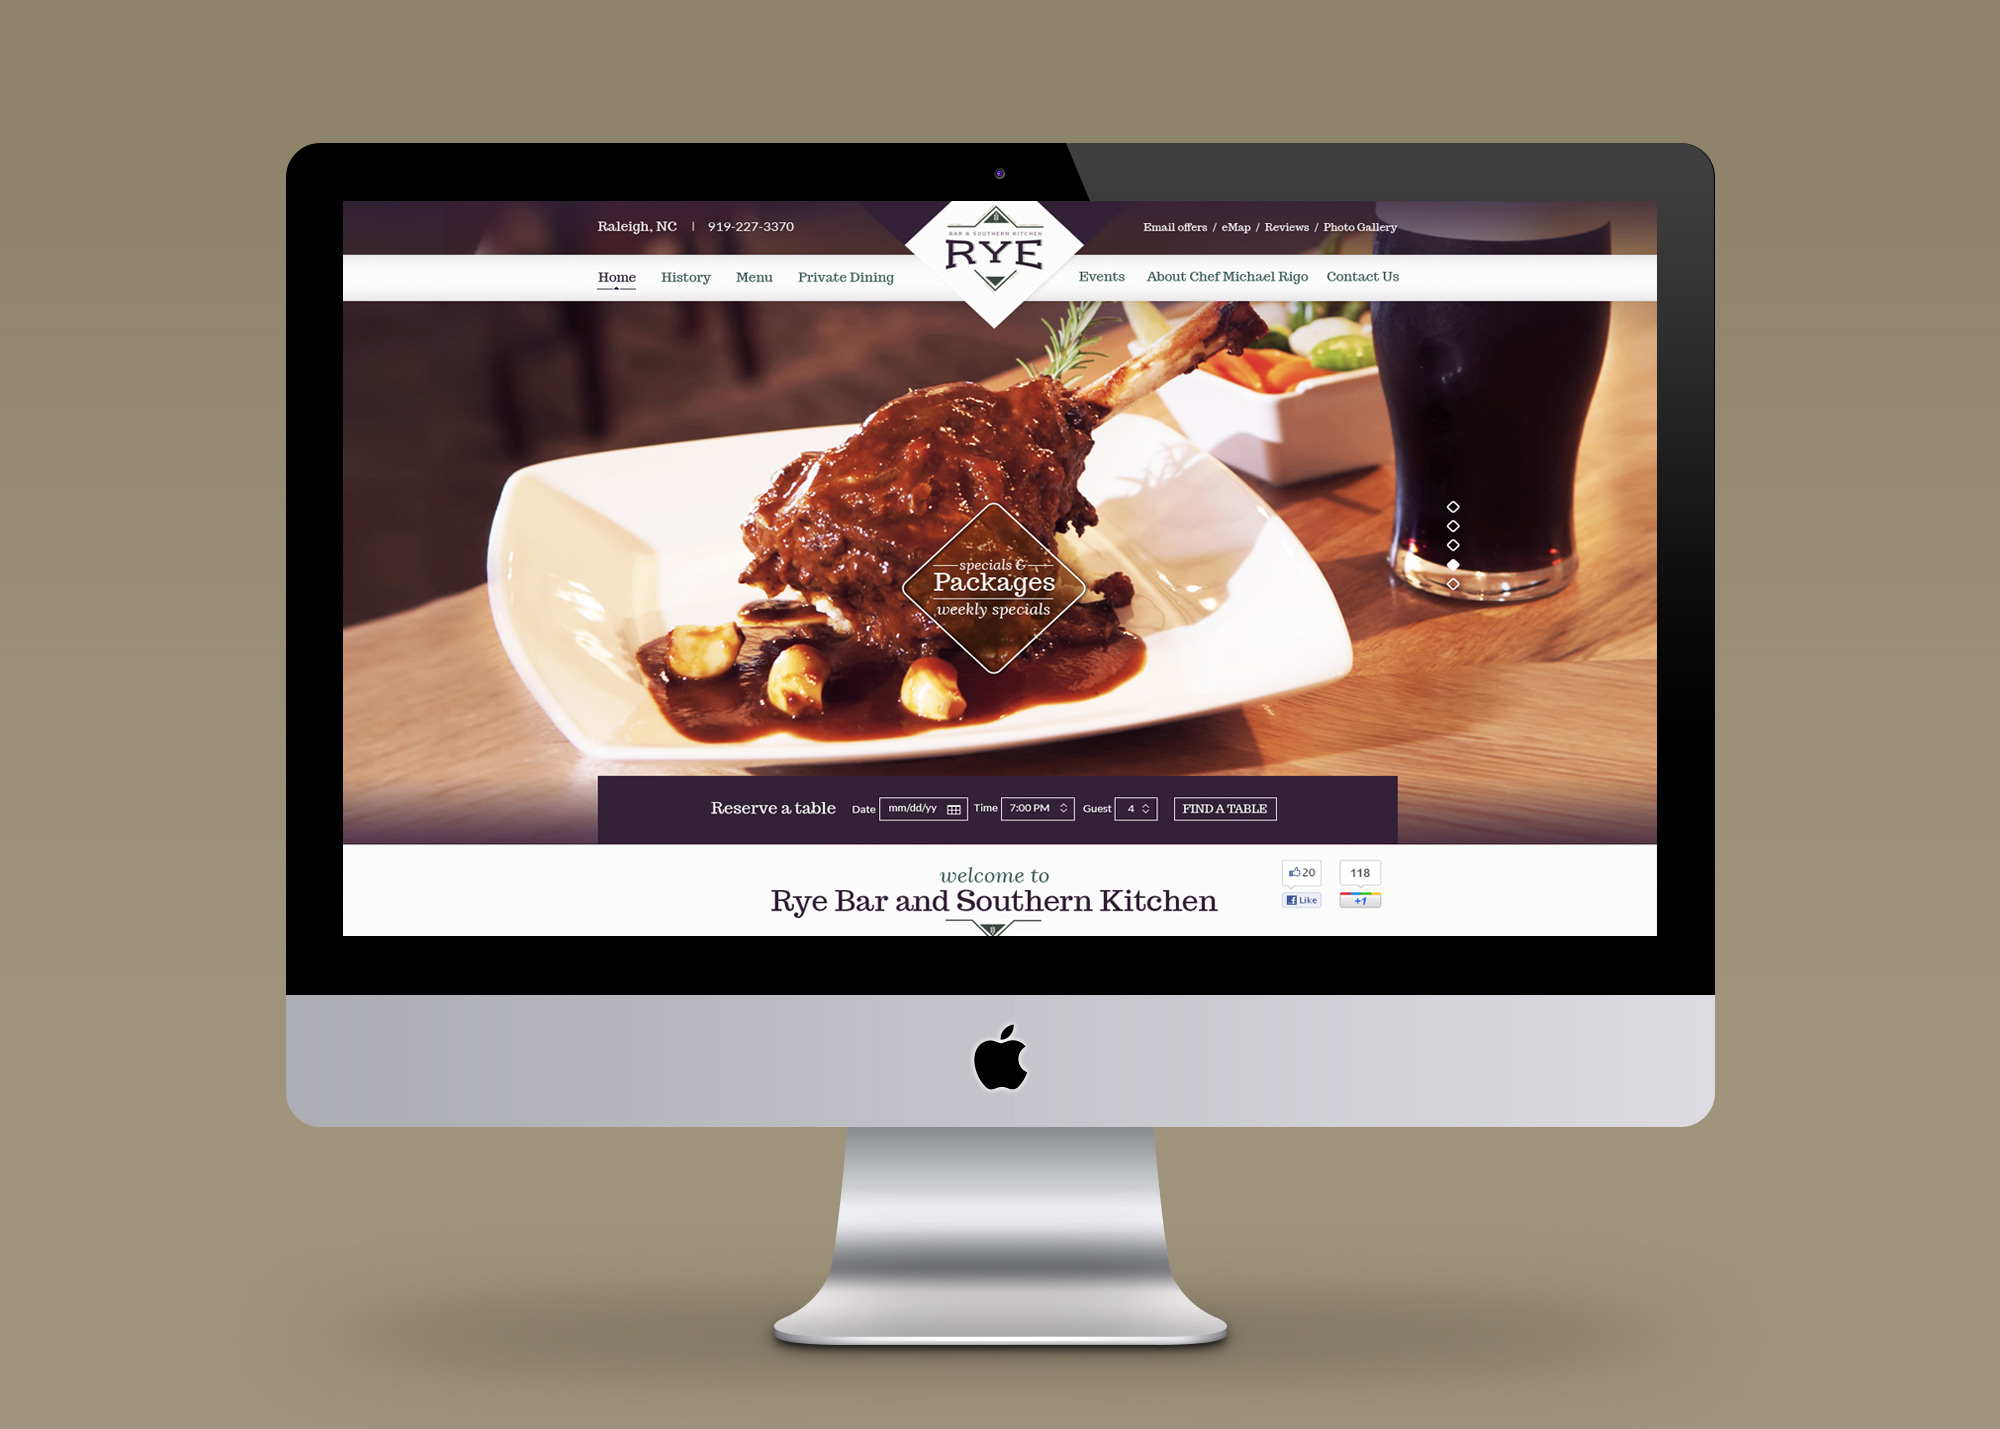 Raleigh, NC | 919-227-3370
Email offers / eMap / Reviews / Photo Gallery
BAR & SOUTHERN KITCHEN
RYE
Home History Menu Private Dining
Events About Chef Michael Rigo Contact Us
specials &
Packages
weekly specials
Reserve a table Date mm/dd/yy Time 7:00 PM Guest 4 FIND A TABLE
welcome to
Rye Bar and Southern Kitchen
20
Like
118
+1